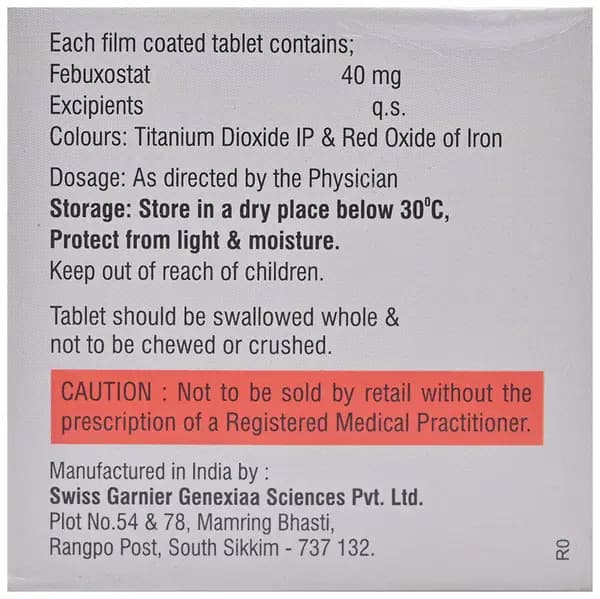 Each film coated tablet contains;
Febuxostat 40 mg
Excipients q.s.
Colours: Titanium Dioxide IP & Red Oxide of Iron
Dosage: As directed by the Physician
Storage: Store in a dry place below 30⁰C,
Protect from light & moisture.
Keep out of reach of children.
Tablet should be swallowed whole &
not to be chewed or crushed.
CAUTION : Not to be sold by retail without the
prescription of a Registered Medical Practitioner.
Manufactured in India by :
Swiss Garnier Genexiaa Sciences Pvt. Ltd.
Plot No.54 & 78, Mamring Bhasti,
Rangpo Post, South Sikkim - 737 132.
R0